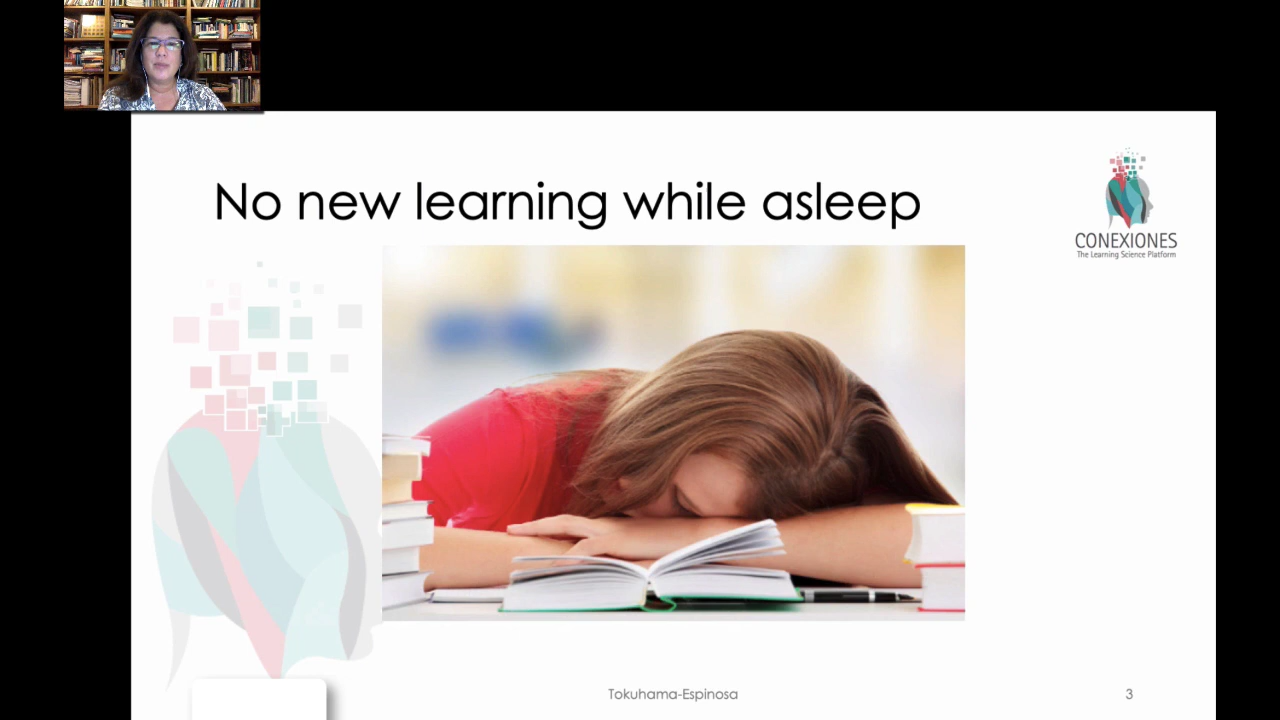 No new learning while asleep
CONEXIONES
The Learning Science Platform
Tokuhama-Espinosa
3